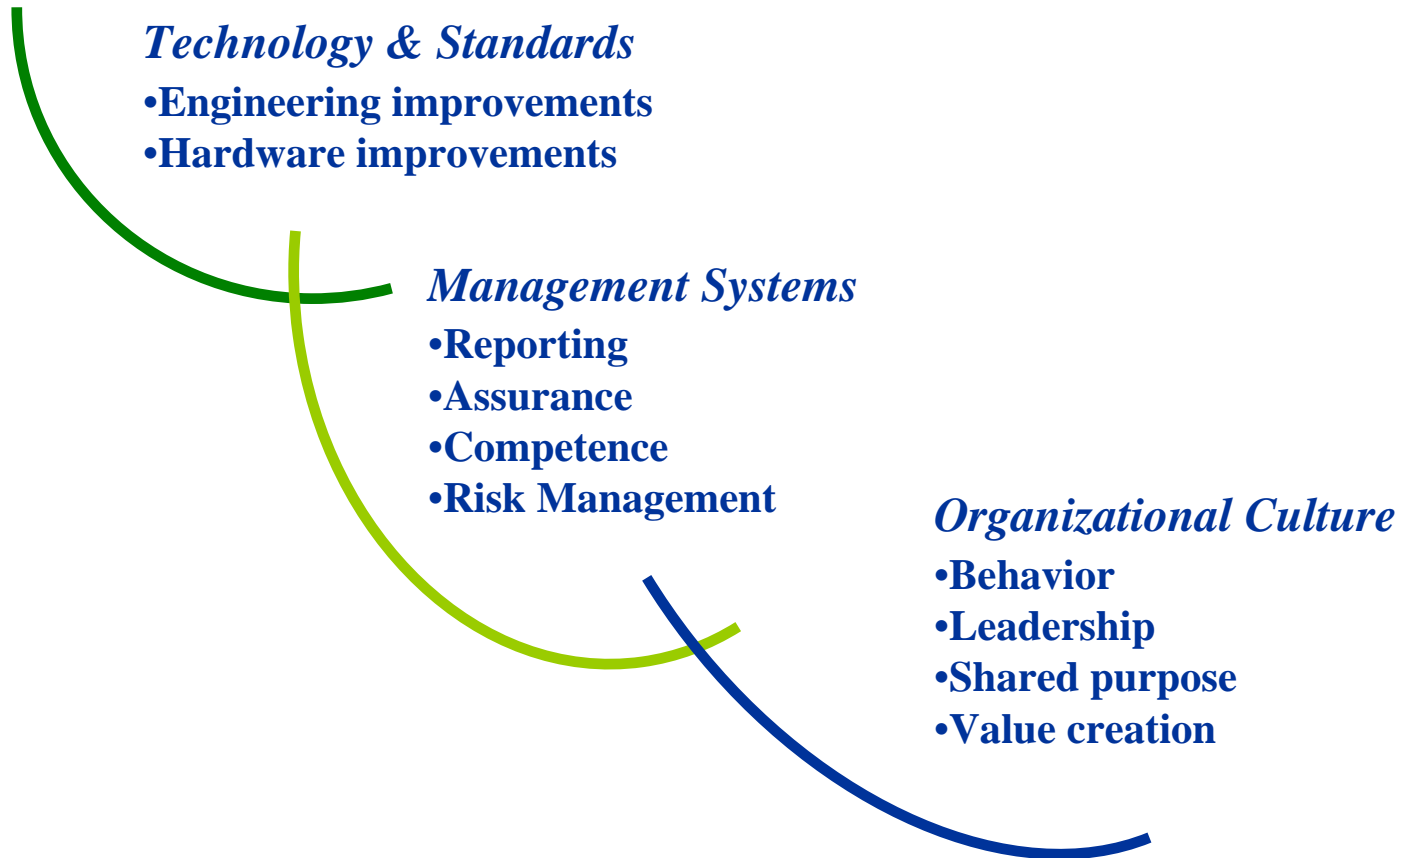 Technology & Standards
•Engineering improvements
•Hardware improvements
Management Systems
•Reporting
•Assurance
•Competence
•Risk Management
Organizational Culture
•Behavior
•Leadership
•Shared purpose
•Value creation